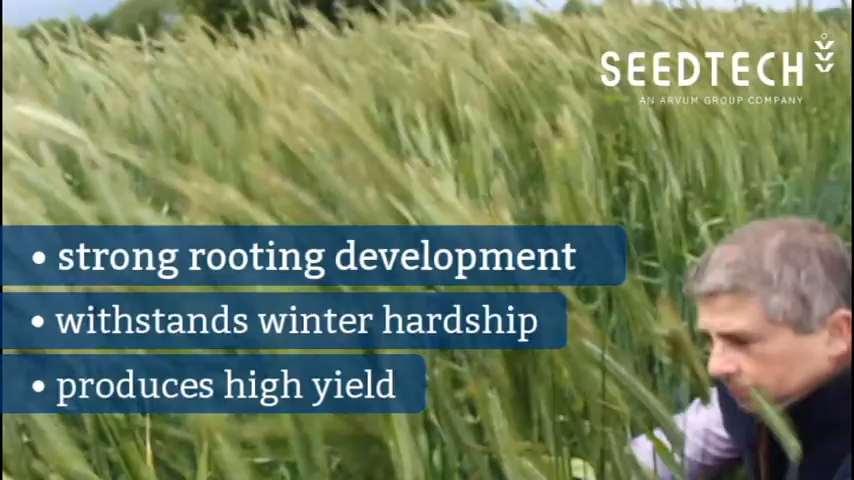 SEEDTECH
AN ARVUM GROUP COMPANY
• strong rooting development
• withstands winter hardship
• produces high yield